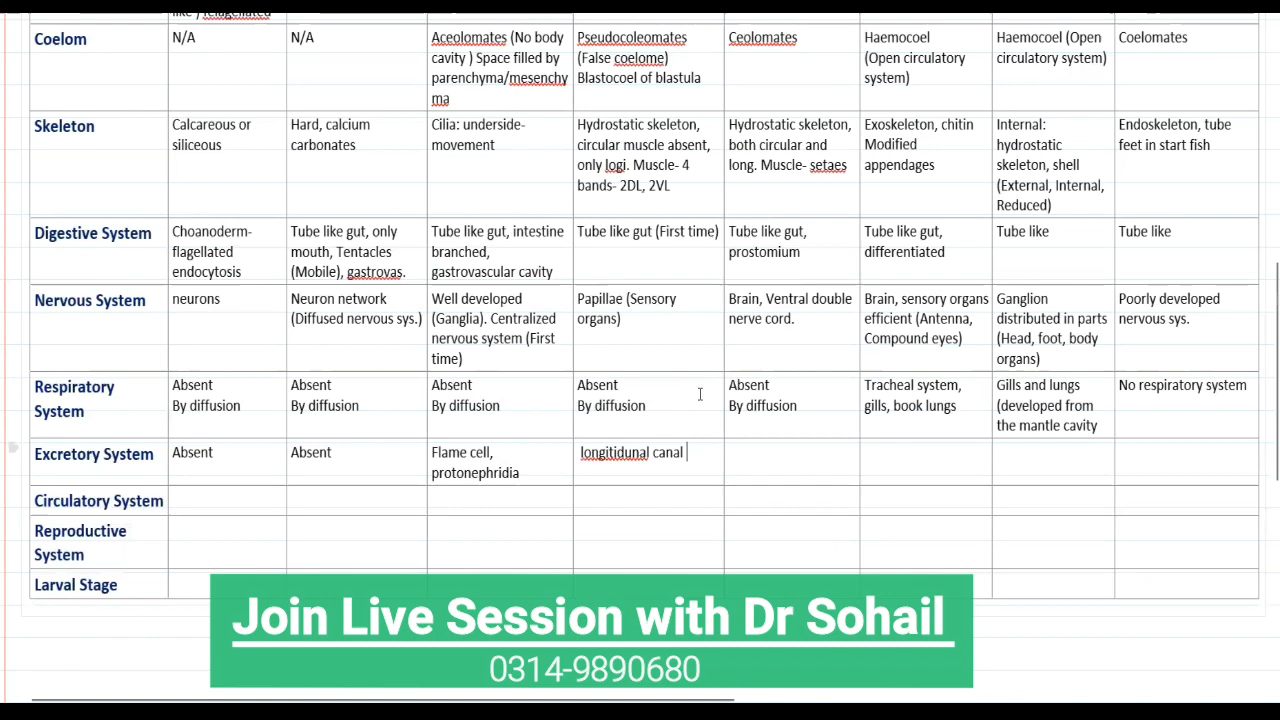 like ) reflagellated
Coelom
N/A
N/A
Aceolomates (No body
cavity ) Space filled by
parenchyma/mesenchy
ma
Pseudocoleomates
(False coelome)
Blastocoel of blastula
Ceolomates
Haemocoel
(Open circulatory
system)
Haemocoel (Open
circulatory system)
Coelomates
Skeleton
Calcareous or
siliceous
Hard, calcium
carbonates
Cilia: underside-
movement
Hydrostatic skeleton,
circular muscle absent,
only logi. Muscle- 4
bands- 2DL, 2VL
Hydrostatic skeleton,
both circular and
long. Muscle- setaes
Exoskeleton, chitin
Modified
appendages
Internal:
hydrostatic
skeleton, shell
(External, Internal,
Reduced)
Endoskeleton, tube
feet in start fish
Digestive System
Choanoderm-
flagellated
endocytosis
Tube like gut, only
mouth, Tentacles
(Mobile), gastrovas.
Tube like gut, intestine
branched,
gastrovascular cavity
Tube like gut (First time)
Tube like gut,
prostomium
Tube like gut,
differentiated
Tube like
Tube like
Nervous System
neurons
Neuron network
(Diffused nervous sys.)
Well developed
(Ganglia). Centralized
nervous system (First
time)
Papillae (Sensory
organs)
Brain, Ventral double
nerve cord.
Brain, sensory organs
efficient (Antenna,
Compound eyes)
Ganglion
distributed in parts
(Head, foot, body
organs)
Poorly developed
nervous sys.
Respiratory
System
Absent
By diffusion
Absent
By diffusion
Absent
By diffusion
Absent
By diffusion
Absent
By diffusion
Tracheal system,
gills, book lungs
Gills and lungs
(developed from
the mantle cavity
No respiratory system
Excretory System
Absent
Absent
Flame cell,
protonephridia
longitidunal canal
Circulatory System
Reproductive
System
Larval Stage
Join Live Session with Dr Sohail
0314-9890680